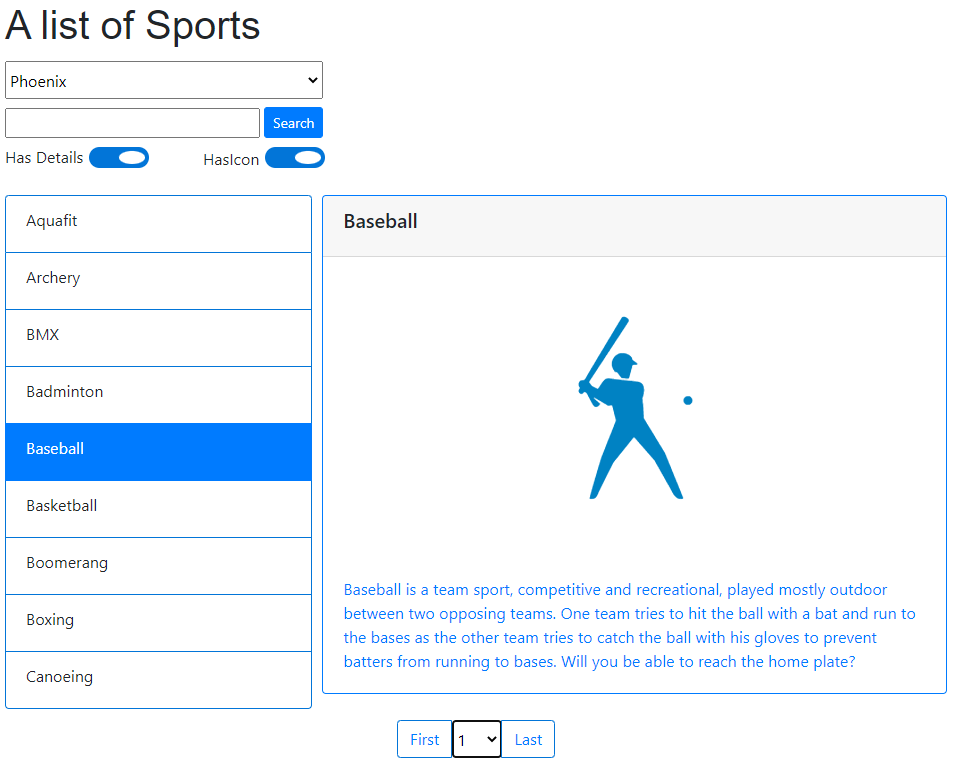 A list of Sports
Phoenix
Search
Has Details HasIcon
Aquafit
Archery
BMX
Badminton
Baseball
Basketball
Boomerang
Boxing
Canoeing
Baseball
Baseball is a team sport, competitive and recreational, played mostly outdoor
between two opposing teams. One team tries to hit the ball with a bat and run to
the bases as the other team tries to catch the ball with his gloves to prevent
batters from running to bases. Will you be able to reach the home plate?
First 1 Last